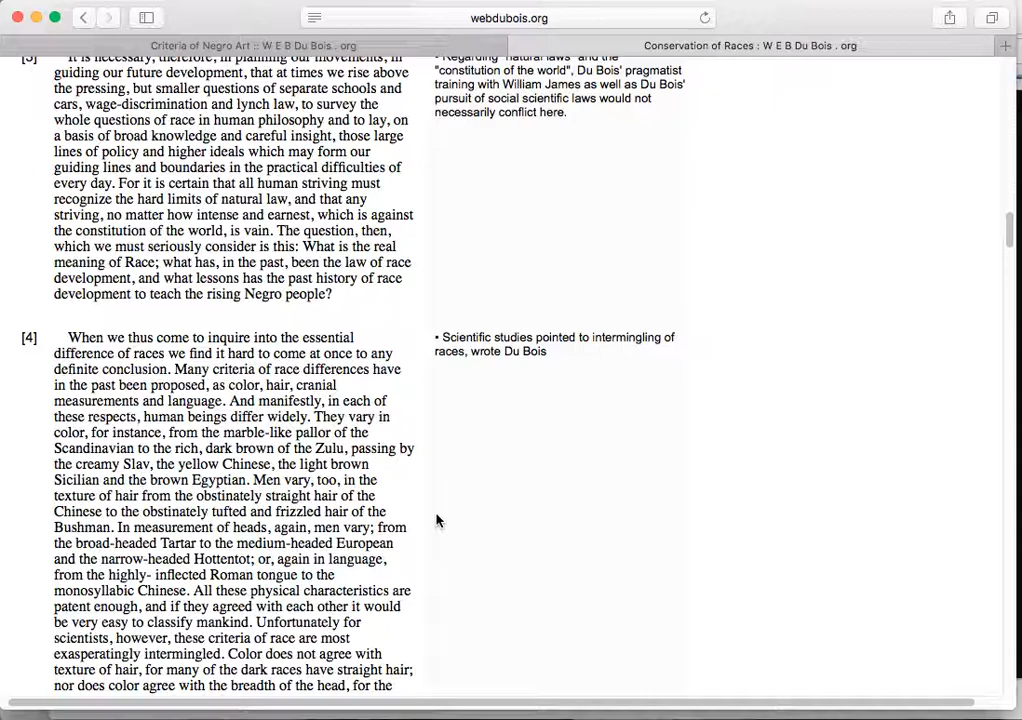 webdubois.org
Criteria of Negro Art :: W E B Du Bois . org
Conservation of Races : W E B Du Bois . org
[3] It is necessary, therefore, in planning our movements, in
guiding our future development, that at times we rise above
the pressing, but smaller questions of separate schools and
cars, wage-discrimination and lynch law, to survey the
whole questions of race in human philosophy and to lay, on
a basis of broad knowledge and careful insight, those large
lines of policy and higher ideals which may form our
guiding lines and boundaries in the practical difficulties of
every day. For it is certain that all human striving must
recognize the hard limits of natural law, and that any
striving, no matter how intense and earnest, which is against
the constitution of the world, is vain. The question, then,
which we must seriously consider is this: What is the real
meaning of Race; what has, in the past, been the law of race
development, and what lessons has the past history of race
development to teach the rising Negro people?
• Regarding "natural laws" and the
"constitution of the world", Du Bois' pragmatist
training with William James as well as Du Bois'
pursuit of social scientific laws would not
necessarily conflict here.
[4] When we thus come to inquire into the essential
difference of races we find it hard to come at once to any
definite conclusion. Many criteria of race differences have
in the past been proposed, as color, hair, cranial
measurements and language. And manifestly, in each of
these respects, human beings differ widely. They vary in
color, for instance, from the marble-like pallor of the
Scandinavian to the rich, dark brown of the Zulu, passing by
the creamy Slav, the yellow Chinese, the light brown
Sicilian and the brown Egyptian. Men vary, too, in the
texture of hair from the obstinately straight hair of the
Chinese to the obstinately tufted and frizzled hair of the
Bushman. In measurement of heads, again, men vary; from
the broad-headed Tartar to the medium-headed European
and the narrow-headed Hottentot; or, again in language,
from the highly- inflected Roman tongue to the
monosyllabic Chinese. All these physical characteristics are
patent enough, and if they agreed with each other it would
be very easy to classify mankind. Unfortunately for
scientists, however, these criteria of race are most
exasperatingly intermingled. Color does not agree with
texture of hair, for many of the dark races have straight hair;
nor does color agree with the breadth of the head, for the
• Scientific studies pointed to intermingling of
races, wrote Du Bois